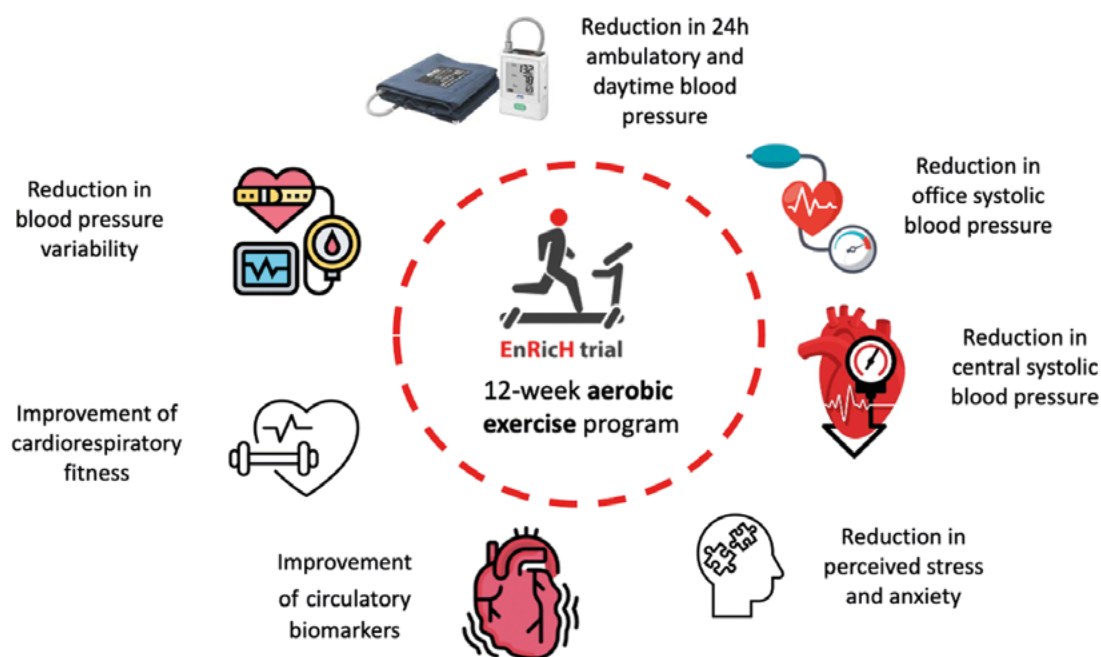 Reduction in 24h
ambulatory and
daytime blood
pressure
Reduction in
office systolic
blood pressure
Reduction in
central systolic
blood pressure
Reduction in
perceived stress
and anxiety
Improvement
of circulatory
biomarkers
Improvement of
cardiorespiratory
fitness
Reduction in
blood pressure
variability
EnRicH trial
12-week aerobic
exercise program